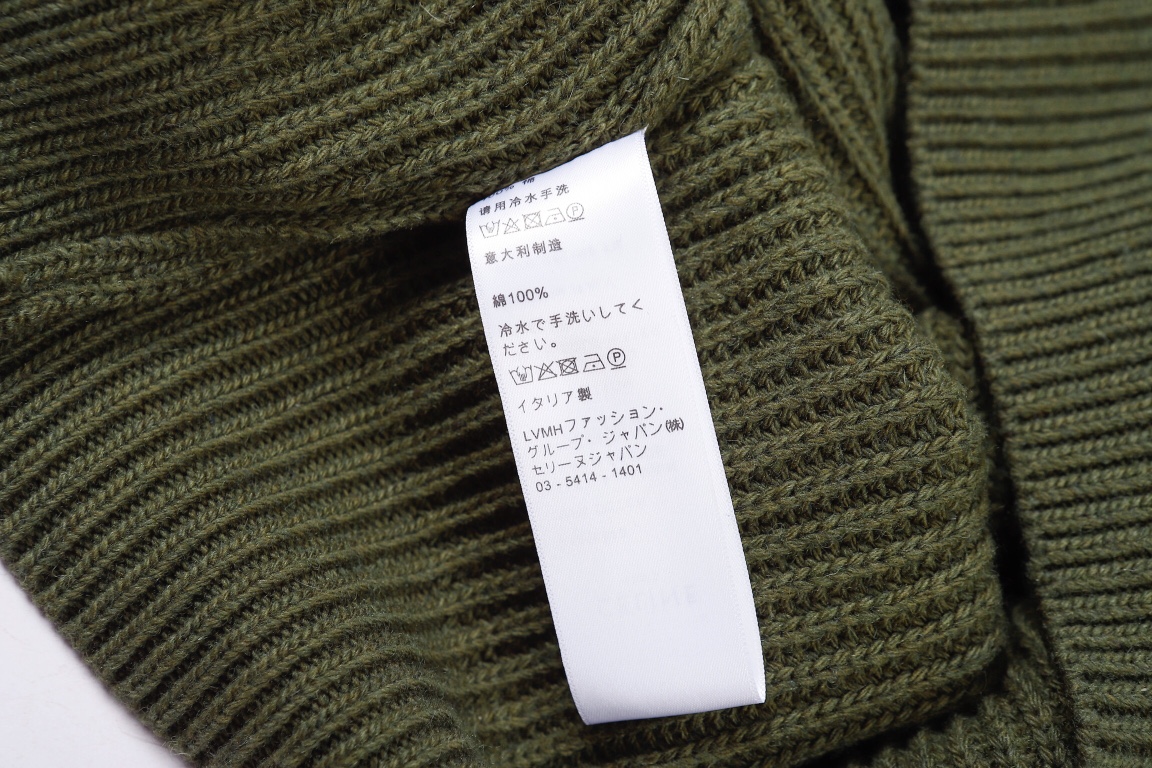 100% 棉
请用冷水手洗
P
意大利制造
綿100%
冷水で手洗いしてく
ださい。
P
イタリア製
LVMHファッション・
グループ・ジャパン㈱
セリーヌジャパン
03 - 5414 - 1401